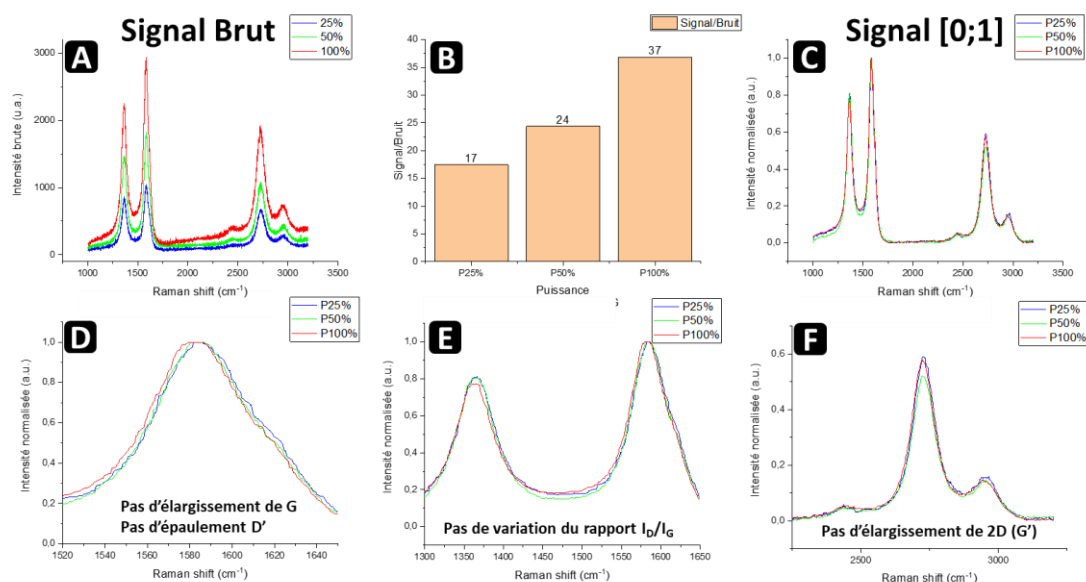 Signal Brut
A
25%
50%
100%
Intensité brute (u.a.)
3000
2000
1000
0
1000 1500 2000 2500 3000 3500
Raman shift (cm⁻¹)
B
Signal/Bruit
Signal/Bruit
40
35
30
25
20
15
10
5
0
17
24
37
P25% P50% P100%
Puissance
Signal [0;1]
C
P25%
P50%
P100%
Intensité normalisée (a.u.)
1,0
0,8
0,6
0,4
0,2
0,0
1000 1500 2000 2500 3000 3500
Raman shift (cm⁻¹)
D
P25%
P50%
P100%
Intensité normalisée (a.u.)
1,0
0,8
0,6
0,4
0,2
0,0
Pas d'élargissement de G
Pas d'épaulement D'
1520 1540 1560 1580 1600 1620 1640
Raman shift (cm⁻¹)
E
P25%
P50%
P100%
Intensité normalisée (a.u.)
1,0
0,8
0,6
0,4
0,2
0,0
Pas de variation du rapport I_D/I_G
1300 1350 1400 1450 1500 1550 1600 1650
Raman shift (cm⁻¹)
F
P25%
P50%
P100%
Intensité normalisée (a.u.)
0,6
0,4
0,2
0,0
Pas d'élargissement de 2D (G')
2500 3000
Raman shift (cm⁻¹)